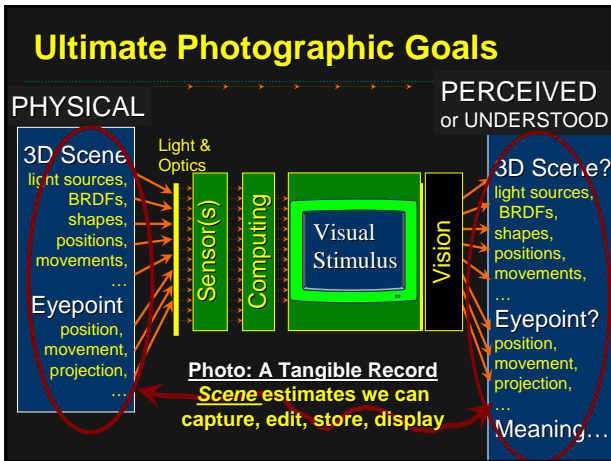 Ultimate Photographic Goals
PHYSICAL
3D Scene
light sources,
BRDFs,
shapes,
positions,
movements,
…
Eyepoint
position,
movement,
projection,
…
Light &
Optics
Sensor(s)
Computing
Visual
Stimulus
Vision
PERCEIVED
or UNDERSTOOD
3D Scene?
light sources,
BRDFs,
shapes,
positions,
movements,
…
Eyepoint?
position,
movement,
projection,
…
Meaning…
Photo: A Tangible Record
Scene estimates we can
capture, edit, store, display